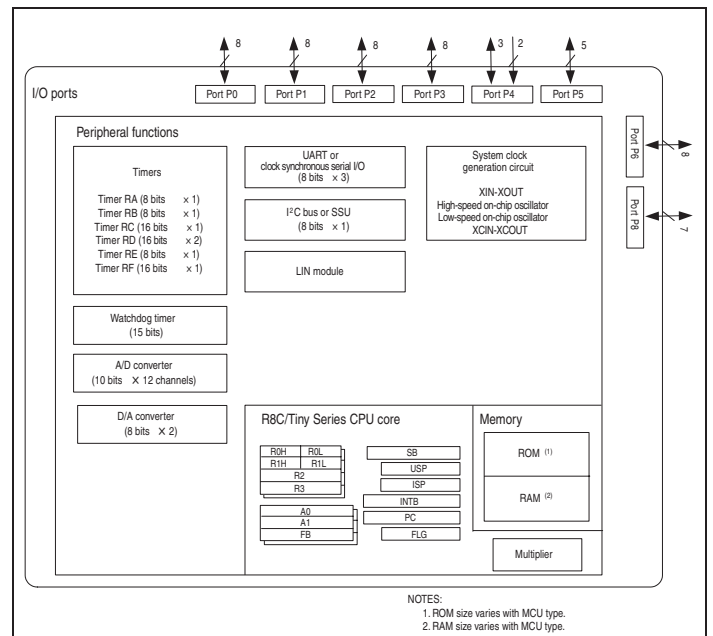 8 8 8 8 3 2 5
I/O ports
Port P0 Port P1 Port P2 Port P3 Port P4 Port P5
Port P6
8
Port P8
7
Peripheral functions
Timers
Timer RA (8 bits × 1)
Timer RB (8 bits × 1)
Timer RC (16 bits × 1)
Timer RD (16 bits × 2)
Timer RE (8 bits × 1)
Timer RF (16 bits × 1)
Watchdog timer
(15 bits)
A/D converter
(10 bits × 12 channels)
D/A converter
(8 bits × 2)
UART or
clock synchronous serial I/O
(8 bits × 3)
I²C bus or SSU
(8 bits × 1)
LIN module
System clock
generation circuit
XIN-XOUT
High-speed on-chip oscillator
Low-speed on-chip oscillator
XCIN-XCOUT
R8C/Tiny Series CPU core
R0H R0L
R1H R1L
R2
R3
A0
A1
FB
SB
USP
ISP
INTB
PC
FLG
Memory
ROM (1)
RAM (2)
Multiplier
NOTES:
1. ROM size varies with MCU type.
2. RAM size varies with MCU type.